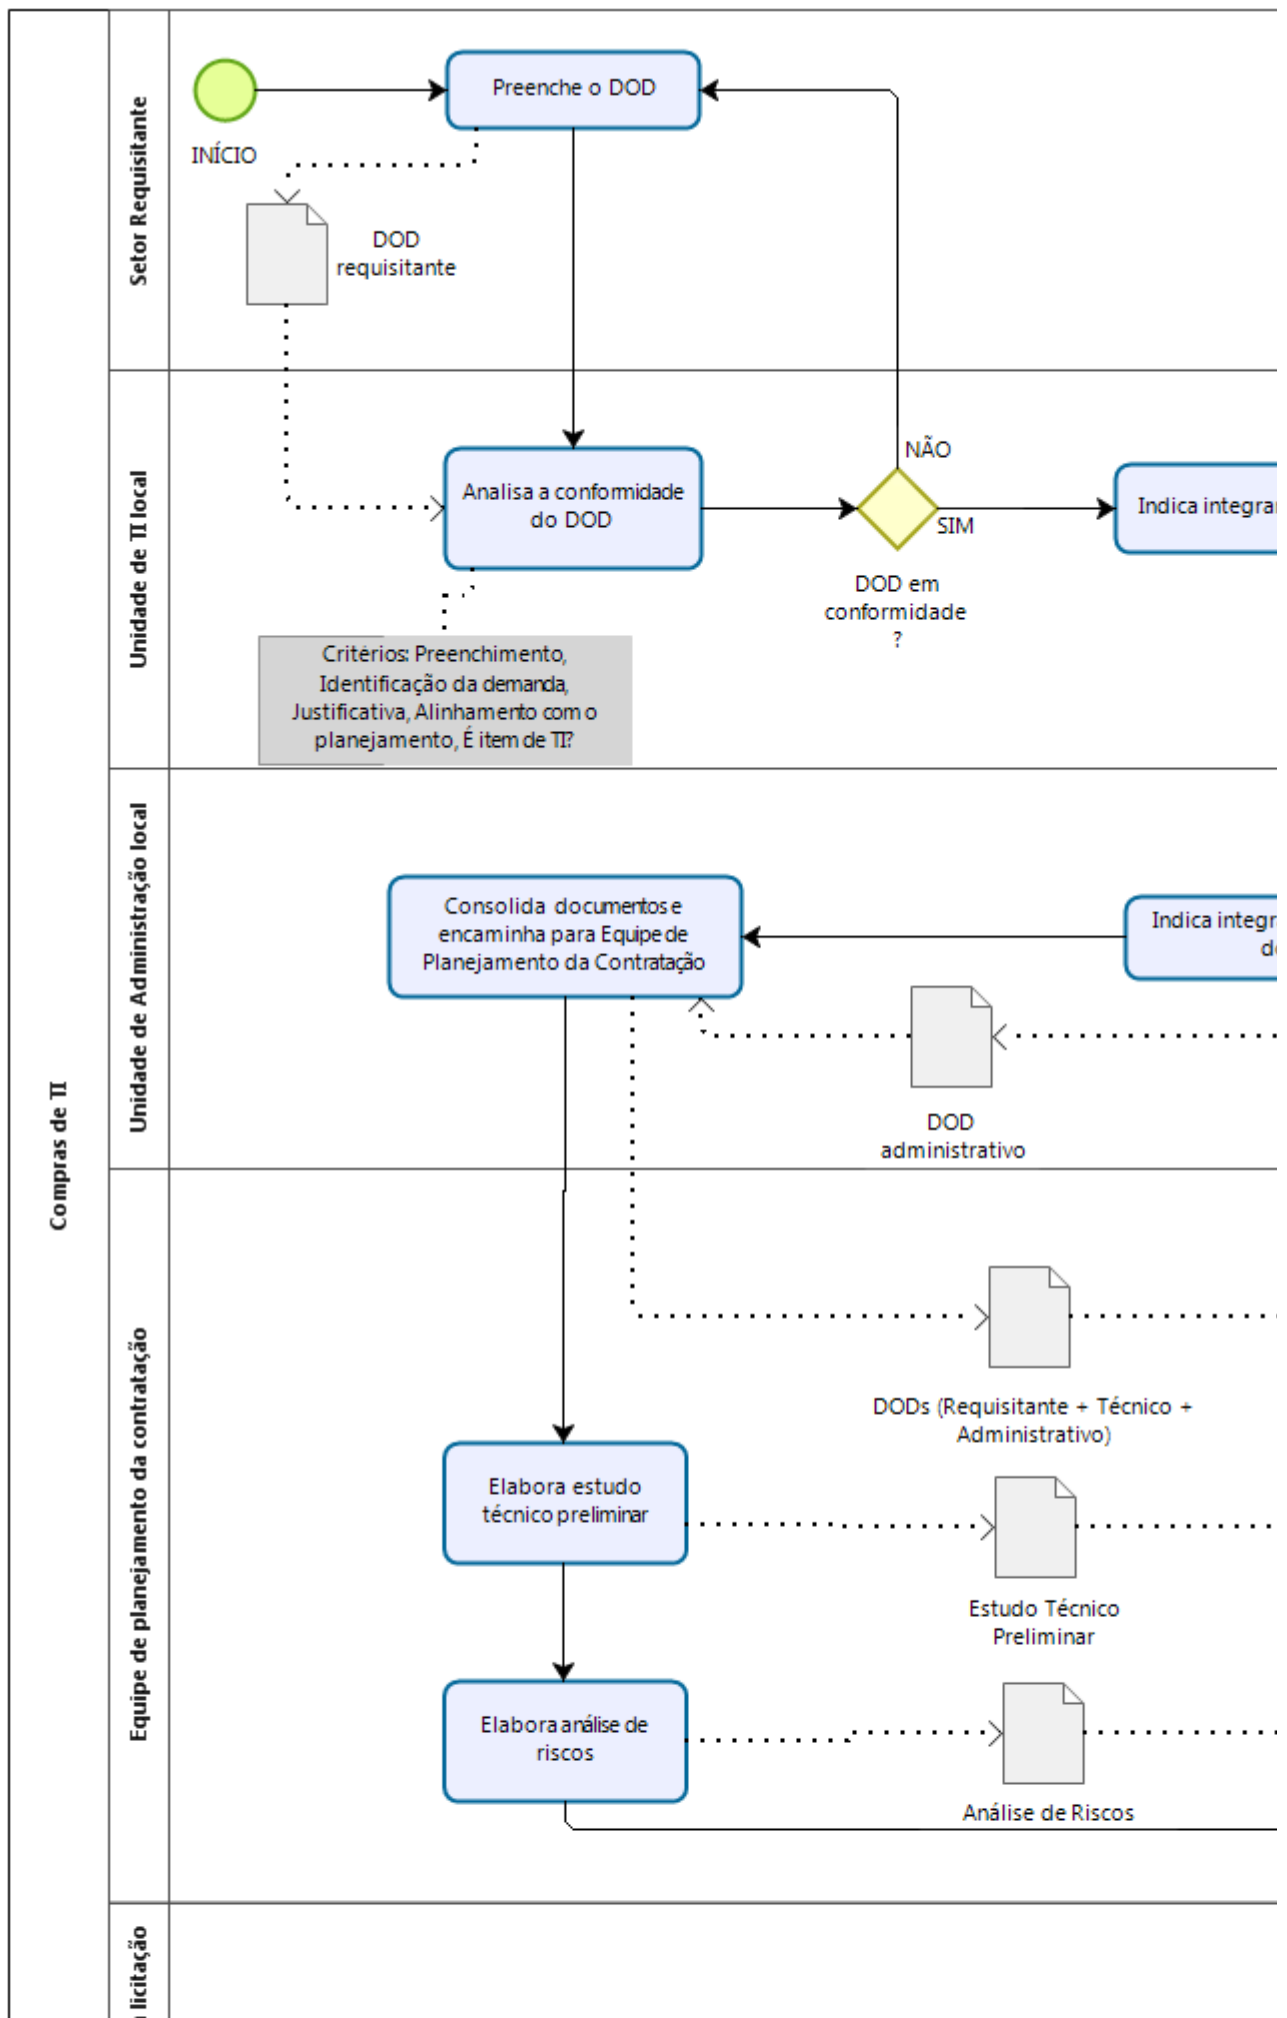 Compras de TI
Setor Requisitante
INÍCIO
Preenche o DOD
DOD
requisitante
Unidade de TI local
Analisa a conformidade
do DOD
NÃO
SIM
DOD em
conformidade
?
Indica
Critérios: Preenchimento,
Identificação da demanda,
Justificativa, Alinhamento com o
planejamento, É item de TI?
Unidade de Administração local
Consolida documentos e
encaminha para Equipe de
Planejamento da Contratação
Indica
DOD
administrativo
Equipe de planejamento da contratação
DODs (Requisitante + Técnico +
Administrativo)
Elabora estudo
técnico preliminar
Estudo Técnico
Preliminar
Elabora análise de
riscos
Análise de Riscos
licitação